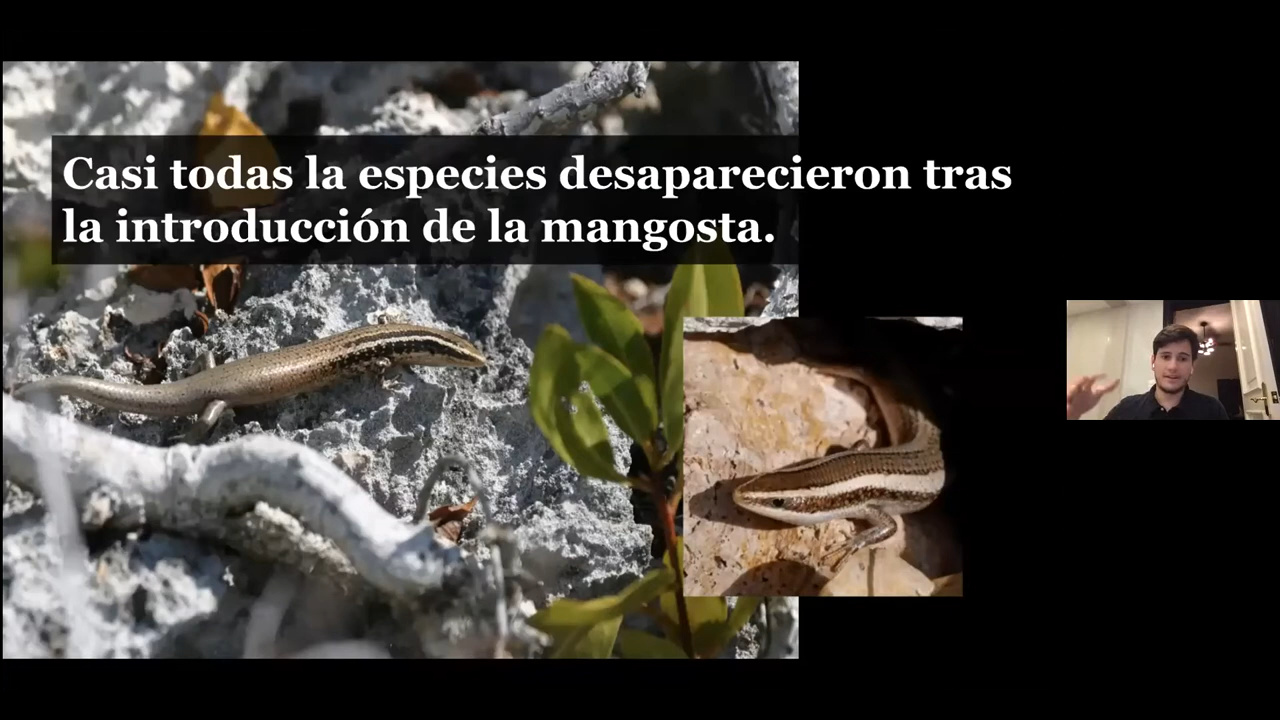 Casi todas la especies desaparecieron tras
la introducción de la mangosta.